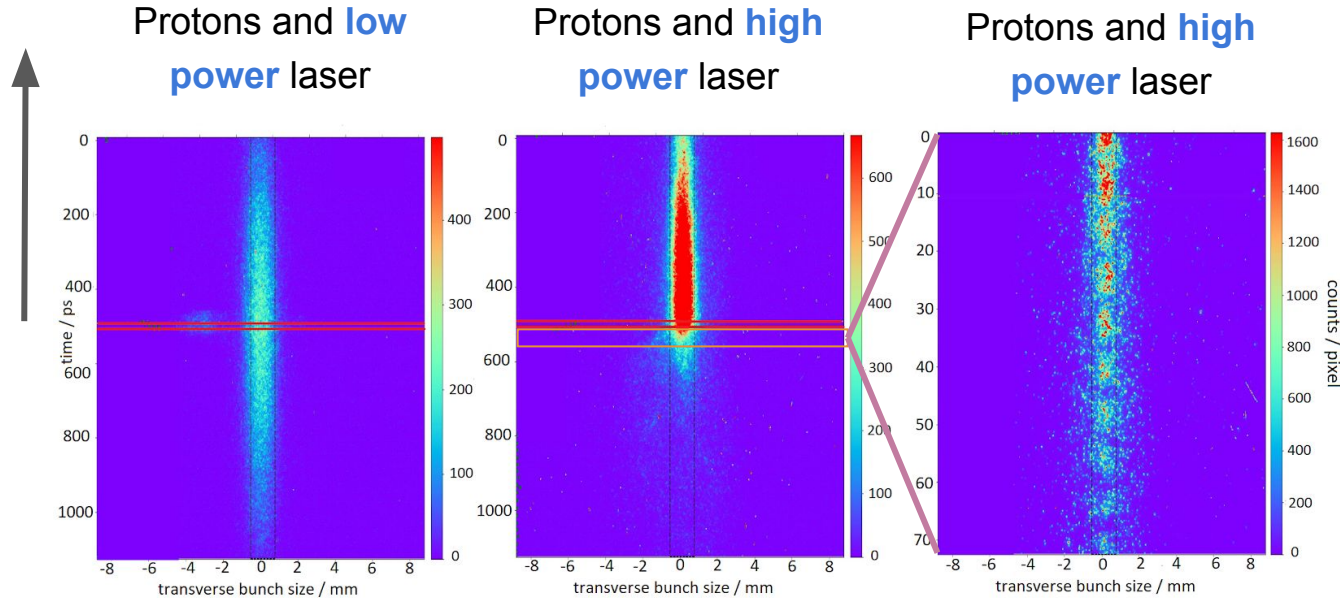 Protons and low
power laser
Protons and high
power laser
Protons and high
power laser
0
200
400
600
800
1000
time / ps
-8 -6 -4 -2 0 2 4 6 8
transverse bunch size / mm
400
300
200
100
0
0
200
400
600
800
1000
-8 -6 -4 -2 0 2 4 6 8
transverse bunch size / mm
600
500
400
300
200
100
0
0
10
20
30
40
50
60
70
-8 -6 -4 -2 0 2 4 6 8
transverse bunch size / mm
1600
1400
1200
1000
800
600
400
200
0
counts / pixel